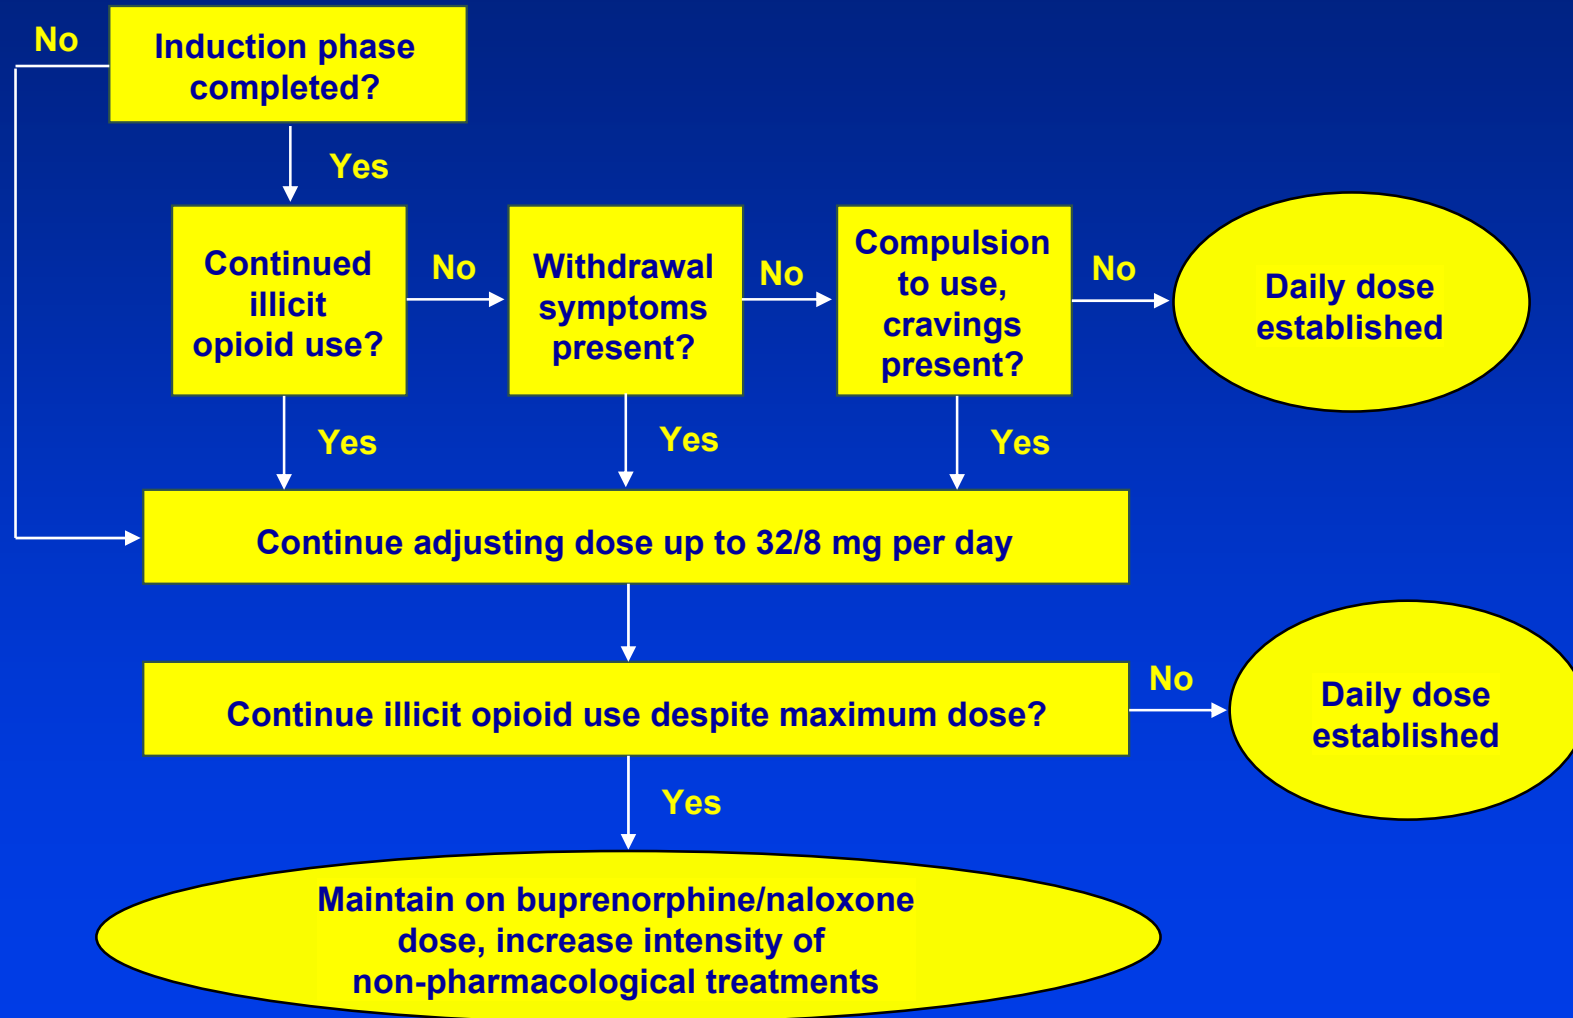 No
Induction phase
completed?
Yes
Continued
illicit
opioid use?
No
Withdrawal
symptoms
present?
No
Compulsion
to use,
cravings
present?
No
Daily dose
established
Yes
Yes
Yes
Continue adjusting dose up to 32/8 mg per day
Continue illicit opioid use despite maximum dose?
No
Daily dose
established
Yes
Maintain on buprenorphine/naloxone
dose, increase intensity of
non-pharmacological treatments